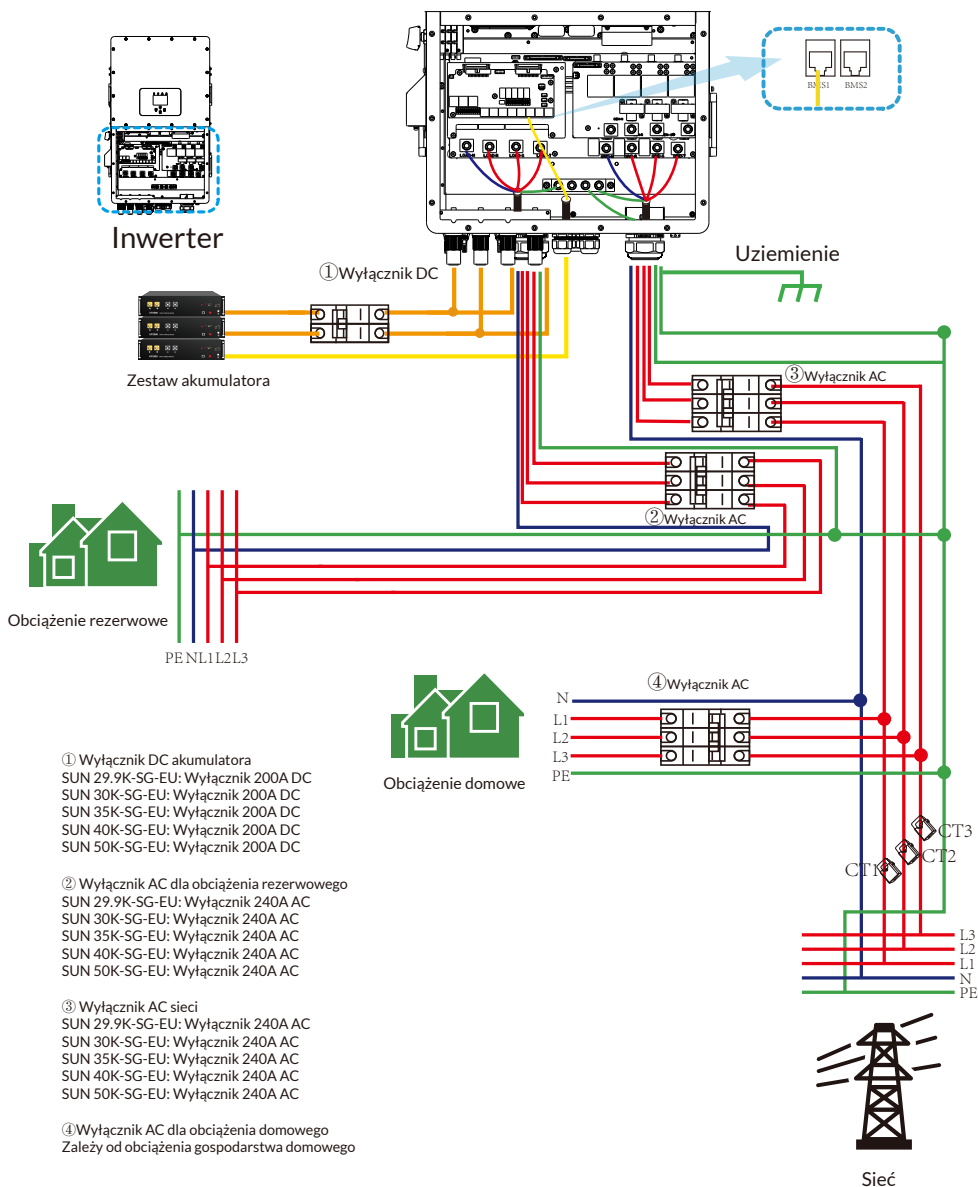 BMS1 BMS2
Inwerter
Uziemienie
①Wyłącznik DC
Zestaw akumulatora
③Wyłącznik AC
②Wyłącznik AC
Obciążenie rezerwowe
PE N L1 L2 L3
④Wyłącznik AC
N
L1
L2
L3
PE
Obciążenie domowe
① Wyłącznik DC akumulatora
SUN 29.9K-SG-EU: Wyłącznik 200A DC
SUN 30K-SG-EU: Wyłącznik 200A DC
SUN 35K-SG-EU: Wyłącznik 200A DC
SUN 40K-SG-EU: Wyłącznik 200A DC
SUN 50K-SG-EU: Wyłącznik 200A DC
② Wyłącznik AC dla obciążenia rezerwowego
SUN 29.9K-SG-EU: Wyłącznik 240A AC
SUN 30K-SG-EU: Wyłącznik 240A AC
SUN 35K-SG-EU: Wyłącznik 240A AC
SUN 40K-SG-EU: Wyłącznik 240A AC
SUN 50K-SG-EU: Wyłącznik 240A AC
③ Wyłącznik AC sieci
SUN 29.9K-SG-EU: Wyłącznik 240A AC
SUN 30K-SG-EU: Wyłącznik 240A AC
SUN 35K-SG-EU: Wyłącznik 240A AC
SUN 40K-SG-EU: Wyłącznik 240A AC
SUN 50K-SG-EU: Wyłącznik 240A AC
④Wyłącznik AC dla obciążenia domowego
Zależy od obciążenia gospodarstwa domowego
CT3
CT2
CT1
L3
L2
L1
N
PE
Sieć